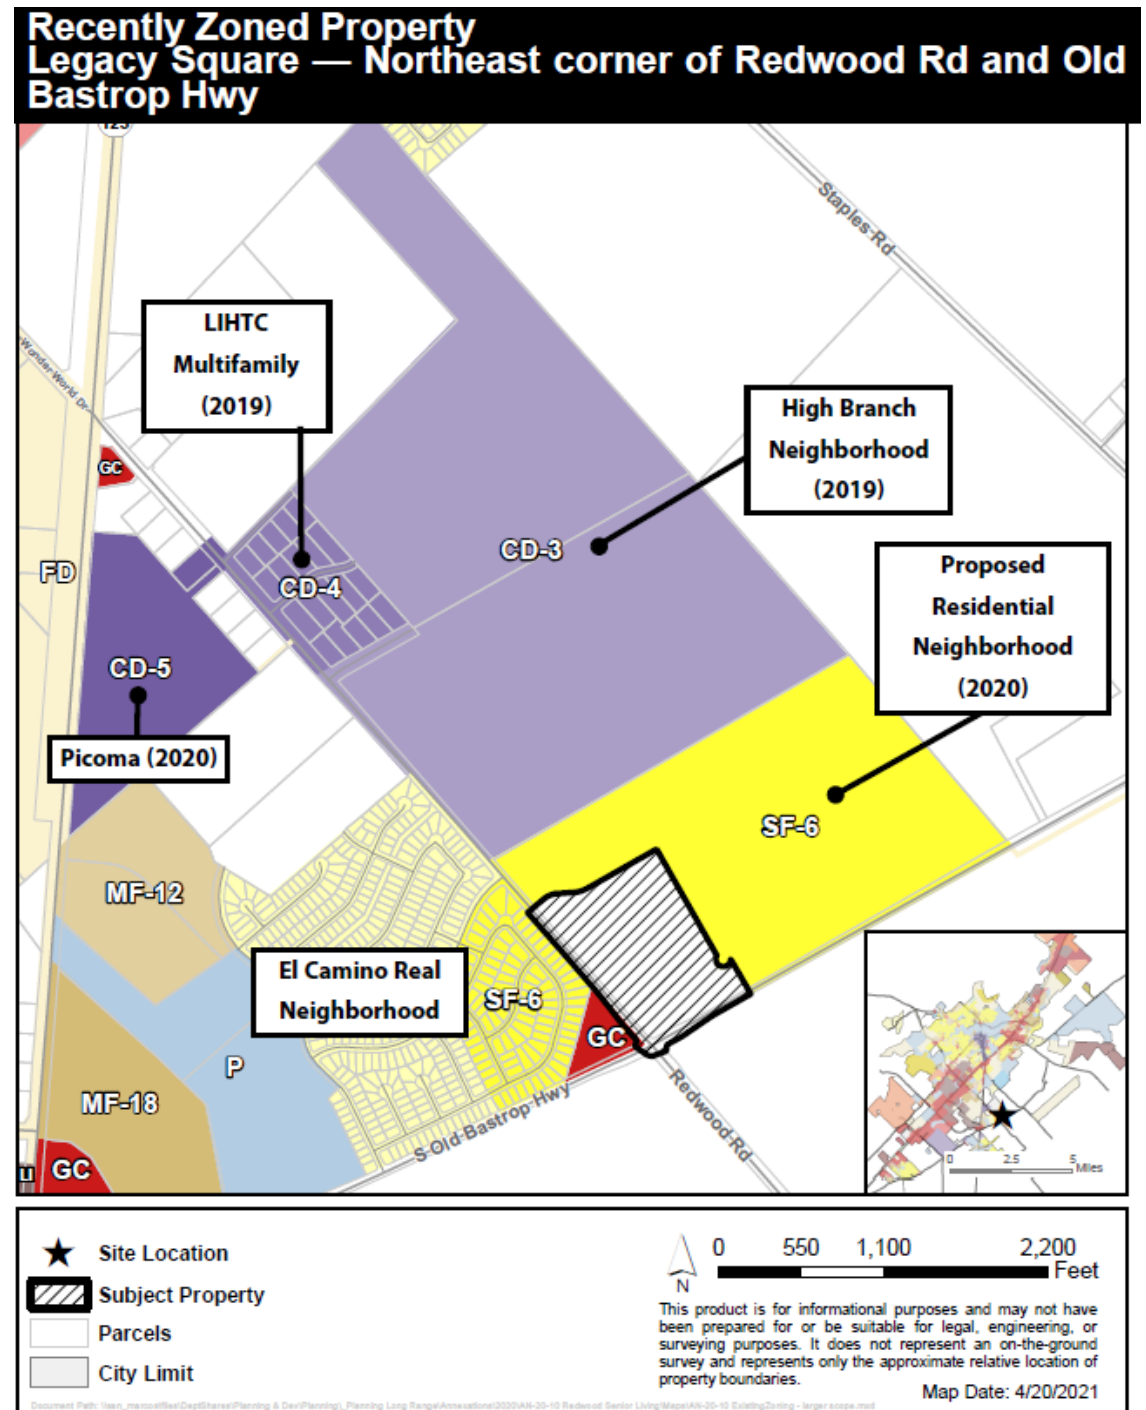 Recently Zoned Property
Legacy Square — Northeast corner of Redwood Rd and Old
Bastrop Hwy
123
Staples Rd
LIHTC
Multifamily
(2019)
Wonder World Dr
High Branch
Neighborhood
(2019)
GC
CD-3
FD
CD-4
Proposed
Residential
Neighborhood
(2020)
CD-5
Picoma (2020)
SF-6
MF-12
El Camino Real
Neighborhood
SF-6
GC
P
MF-18
S Old Bastrop Hwy
Redwood Rd
GC
0 2.5 5
Miles
Site Location
Subject Property
Parcels
City Limit
N
0 550 1,100 2,200
Feet
This product is for informational purposes and may not have
been prepared for or be suitable for legal, engineering, or
surveying purposes. It does not represent an on-the-ground
survey and represents only the approximate relative location of
property boundaries.
Map Date: 4/20/2021